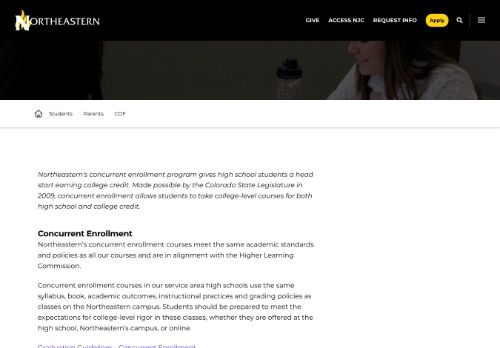 NORTHEASTERN
GIVE ACCESS NJC REQUEST INFO Apply
Students Parents COF
Northeastern's concurrent enrollment program gives high school students a head
start earning college credit. Made possible by the Colorado State Legislature in
2009, concurrent enrollment allows students to take college-level courses for both
high school and college credit.
Concurrent Enrollment
Northeastern's concurrent enrollment courses meet the same academic standards
and policies as all our courses and are in alignment with the Higher Learning
Commission.
Concurrent enrollment courses in our service area high schools use the same
syllabus, book, academic outcomes, instructional practices and grading policies as
classes on the Northeastern campus. Students should be prepared to meet the
expectations for college-level rigor in these classes, whether they are offered at the
high school, Northeastern's campus, or online.
Graduation Guidelines - Concurrent Enrollment